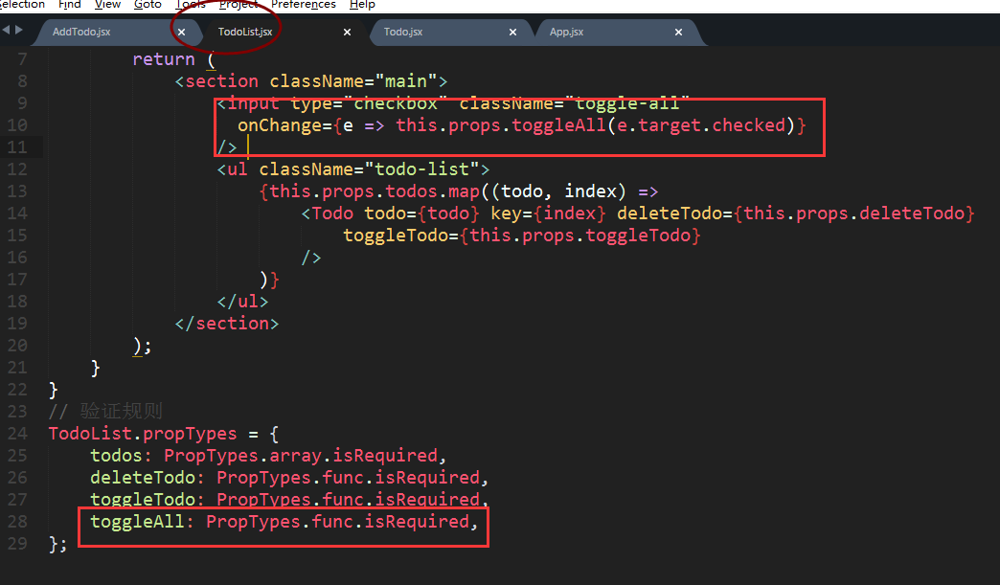 Selection Find View Goto Tools Project Preferences Help
AddTodo.jsx × TodoList.jsx × Todo.jsx × App.jsx ×
7 return (
8 <section className="main">
9 <input type="checkbox" className="toggle-all"
10 onChange={e => this.props.toggleAll(e.target.checked)}
11 />
12 <ul className="todo-list">
13 {this.props.todos.map((todo, index) =>
14 <Todo todo={todo} key={index} deleteTodo={this.props.deleteTodo}
15 toggleTodo={this.props.toggleTodo}
16 />
17 )}
18 </ul>
19 </section>
20 );
21 }
22 }
23 // 验证规则
24 TodoList.propTypes = {
25 todos: PropTypes.array.isRequired,
26 deleteTodo: PropTypes.func.isRequired,
27 toggleTodo: PropTypes.func.isRequired,
28 toggleAll: PropTypes.func.isRequired,
29 };